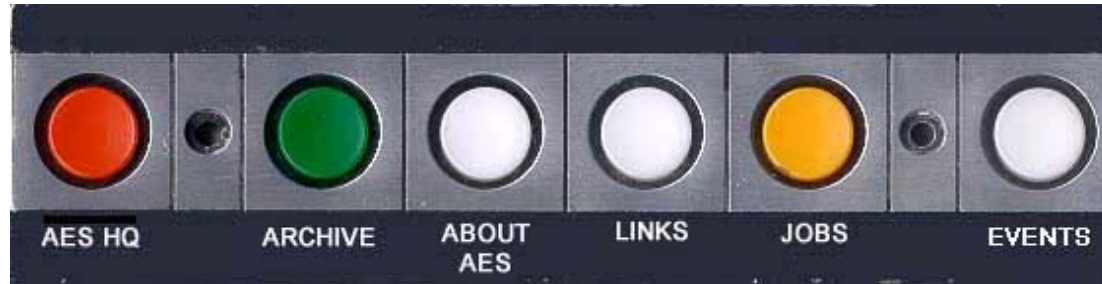 AES HQ
ARCHIVE
ABOUT
AES
LINKS
JOBS
EVENTS